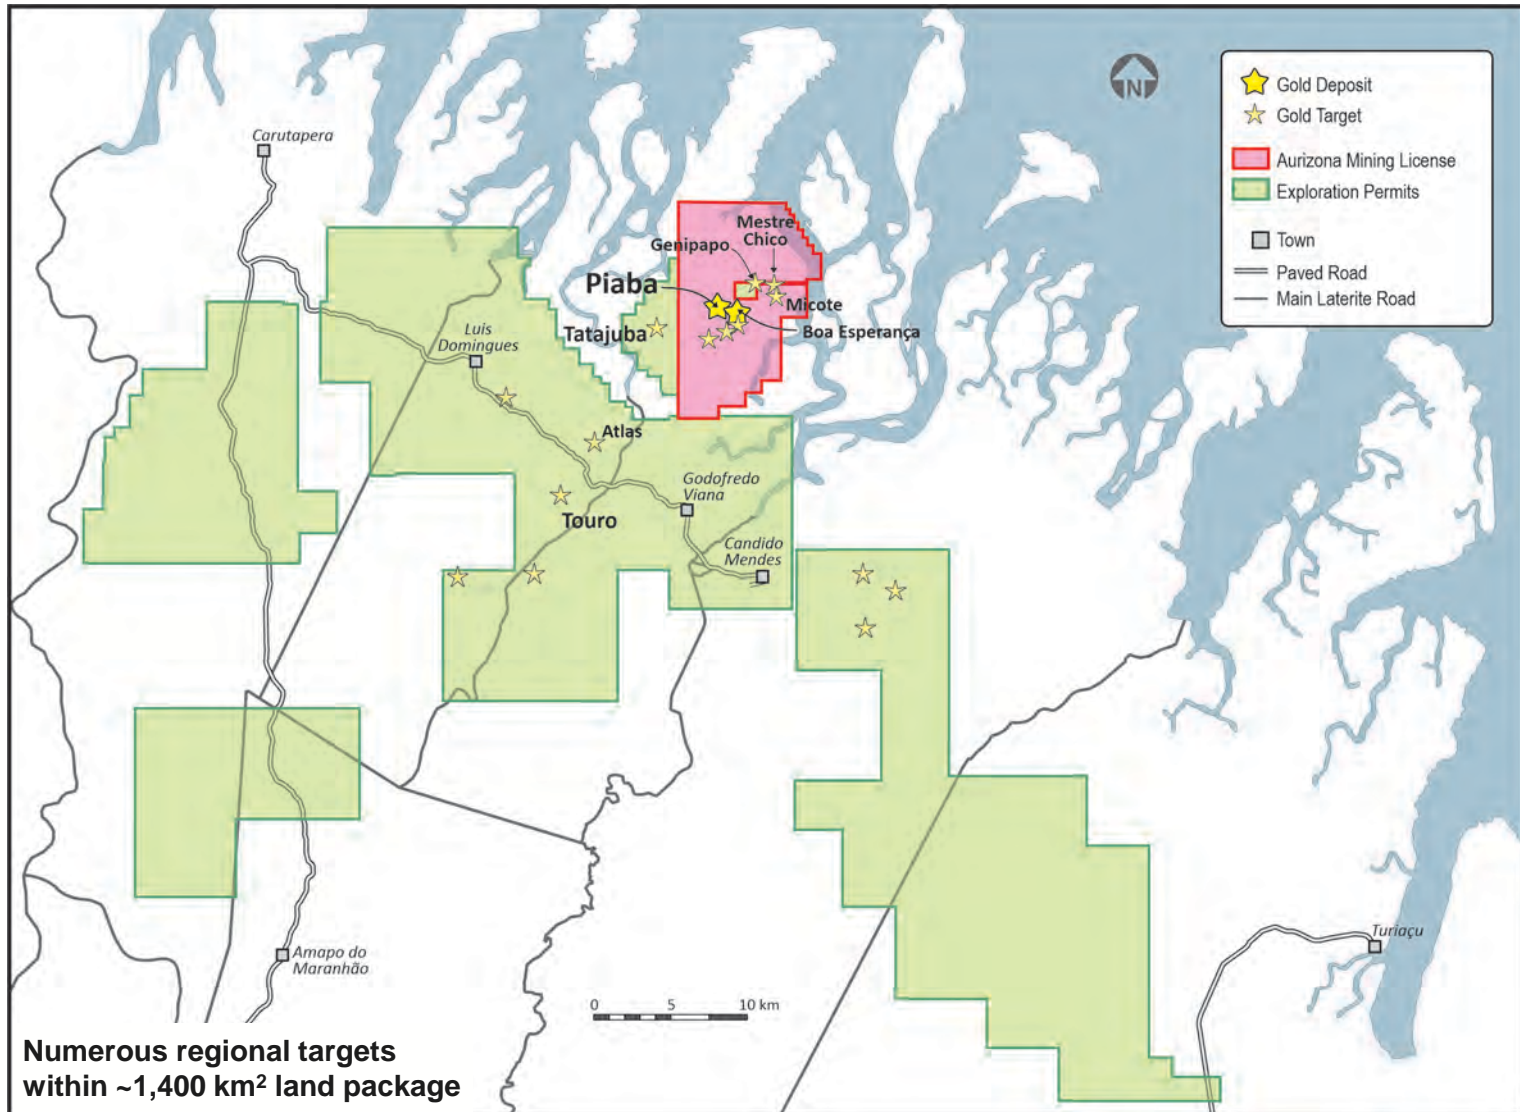 Carutapera
N
Gold Deposit
Gold Target
Aurizona Mining License
Exploration Permits
Town
Paved Road
Main Laterite Road
Mestre
Chico
Genipapo
Piaba
Micote
Tatajuba
Boa Esperança
Luis
Domingues
Atlas
Godofredo
Viana
Touro
Candido
Mendes
Turiaçu
Amapo do
Maranhão
0 5 10 km
Numerous regional targets
within ~1,400 km² land package